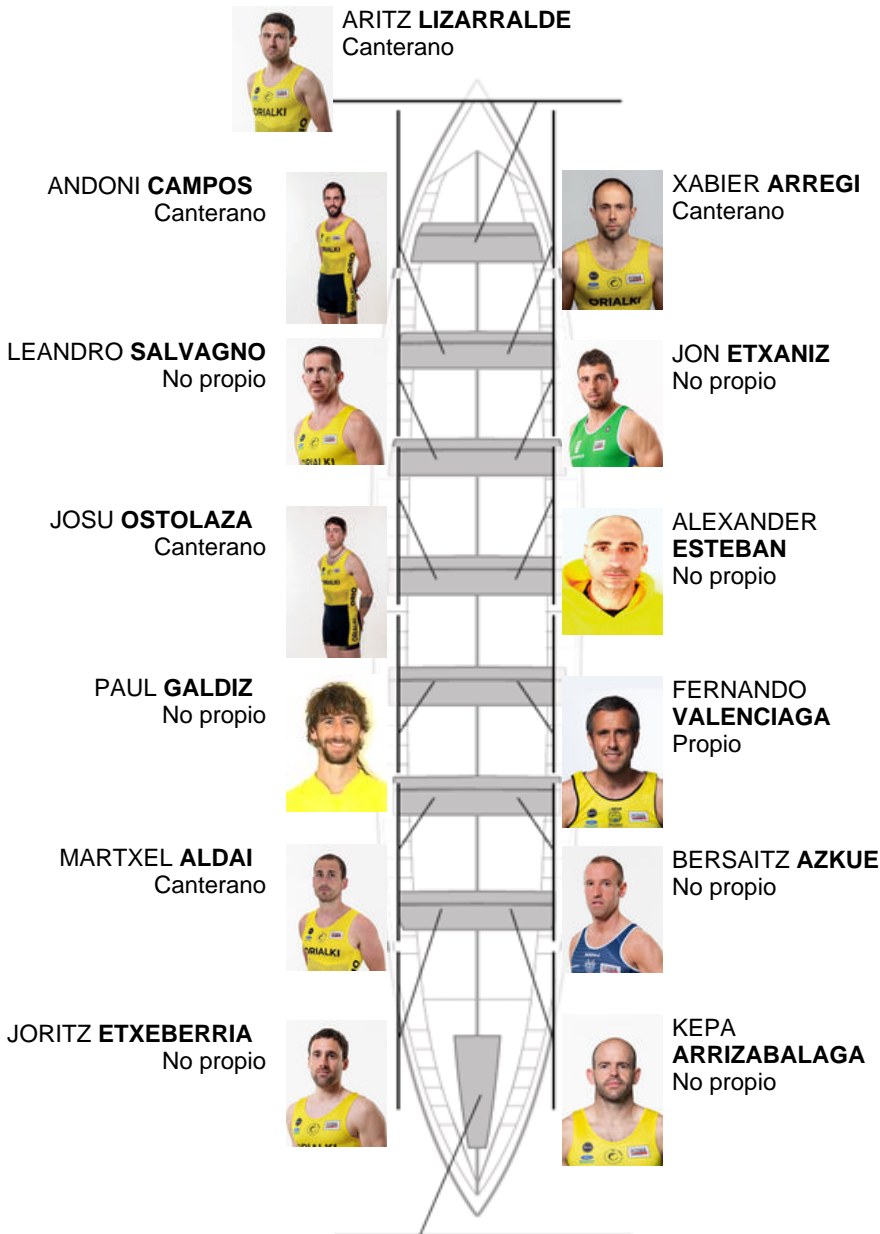 ARITZ LIZARRALDE
Canterano
ANDONI CAMPOS
Canterano
XABIER ARREGI
Canterano
LEANDRO SALVAGNO
No propio
JON ETXANIZ
No propio
JOSU OSTOLAZA
Canterano
ALEXANDER
ESTEBAN
No propio
PAUL GALDIZ
No propio
FERNANDO
VALENCIAGA
Propio
MARTXEL ALDAI
Canterano
BERSAITZ AZKUE
No propio
JORITZ ETXEBERRIA
No propio
KEPA
ARRIZABALAGA
No propio